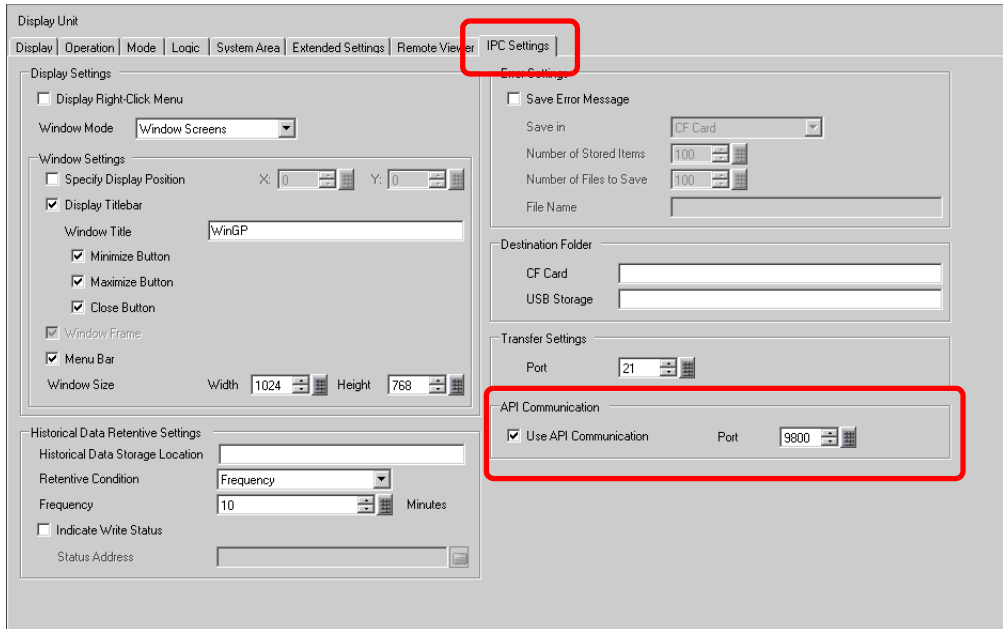 Display Unit
Display Operation Mode Logic System Area Extended Settings Remote Viewer IPC Settings
Display Settings
Display Right-Click Menu
Window Mode Window Screens
Window Settings
Specify Display Position X: 0 Y: 0
Display Titlebar
Window Title WinGP
Minimize Button
Maximize Button
Close Button
Window Frame
Menu Bar
Window Size Width 1024 Height 768
Historical Data Retentive Settings
Historical Data Storage Location
Retentive Condition Frequency
Frequency 10 Minutes
Indicate Write Status
Status Address
Error Settings
Save Error Message
Save in CF Card
Number of Stored Items 100
Number of Files to Save 100
File Name
Destination Folder
CF Card
USB Storage
Transfer Settings
Port 21
API Communication
Use API Communication Port 9800